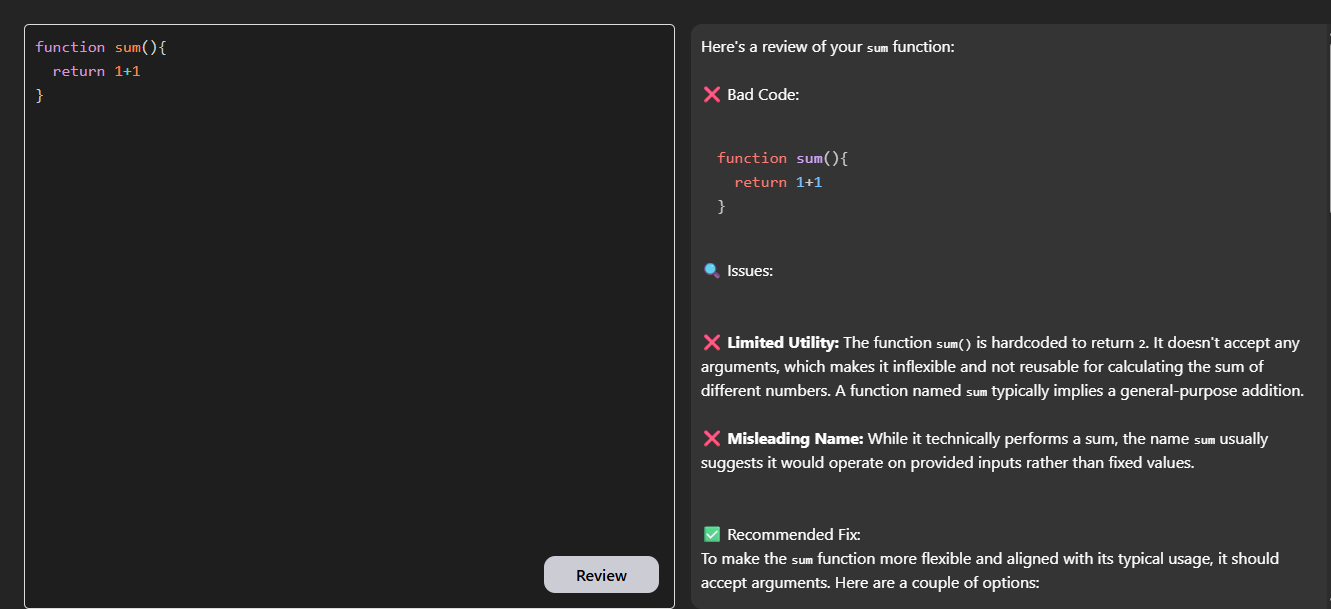 function sum(){
  return 1+1
}
Review
Here's a review of your sum function:
❌ Bad Code:
function sum(){
  return 1+1
}
🔍 Issues:
❌ Limited Utility: The function sum() is hardcoded to return 2. It doesn't accept any
arguments, which makes it inflexible and not reusable for calculating the sum of
different numbers. A function named sum typically implies a general-purpose addition.
❌ Misleading Name: While it technically performs a sum, the name sum usually
suggests it would operate on provided inputs rather than fixed values.
✅ Recommended Fix:
To make the sum function more flexible and aligned with its typical usage, it should
accept arguments. Here are a couple of options: